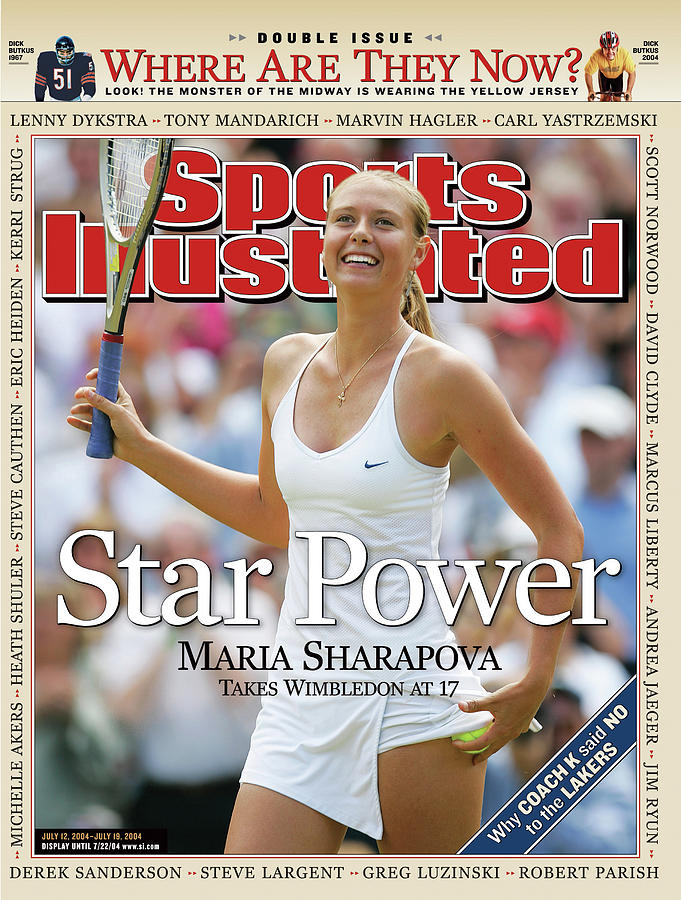 DOUBLE ISSUE
DICK
BUTKUS
1967
WHERE ARE THEY NOW?
DICK
BUTKUS
2004
51
LOOK! THE MONSTER OF THE MIDWAY IS WEARING THE YELLOW JERSEY
LENNY DYKSTRA ▸▸ TONY MANDARICH ▸▸ MARVIN HAGLER ▸▸ CARL YASTRZEMSKI
MICHELLE AKERS ▸▸ HEATH SHULER ▸▸ STEVE CAUTHEN ▸▸ ERIC HEIDEN ▸▸ KERRI STRUG
SCOTT NORWOOD ▸▸ DAVID CLYDE ▸▸ MARCUS LIBERTY ▸▸ ANDREA JAEGER ▸▸ JIM RYUN
Sports
Illustrated
Star Power
MARIA SHARAPOVA
TAKES WIMBLEDON AT 17
Why COACH K said NO
to the LAKERS
JULY 12, 2004–JULY 19, 2004
DISPLAY UNTIL 7/22/04 www.si.com
DEREK SANDERSON ▸▸ STEVE LARGENT ▸▸ GREG LUZINSKI ▸▸ ROBERT PARISH